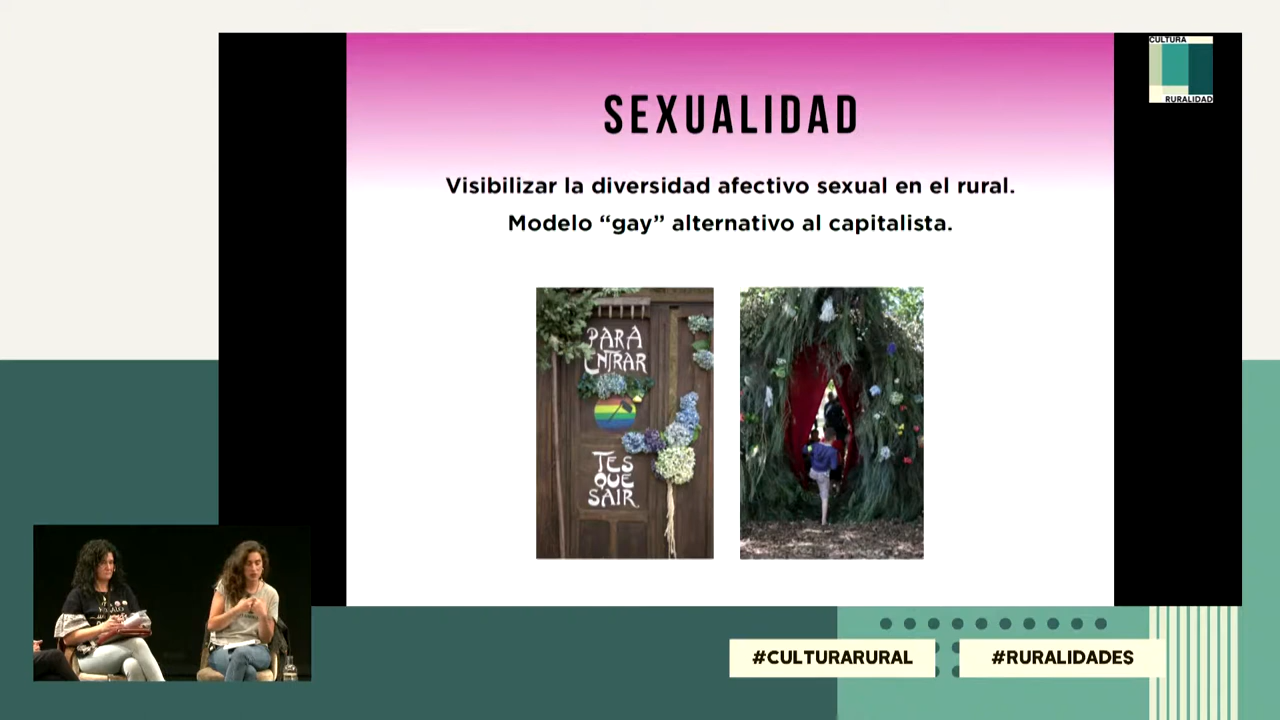 CULTURA
RURALIDAD
SEXUALIDAD
Visibilizar la diversidad afectivo sexual en el rural.
Modelo “gay” alternativo al capitalista.
PARA
ENTRAR
TES
QUE
SAIR
#CULTURARURAL
#RURALIDADES